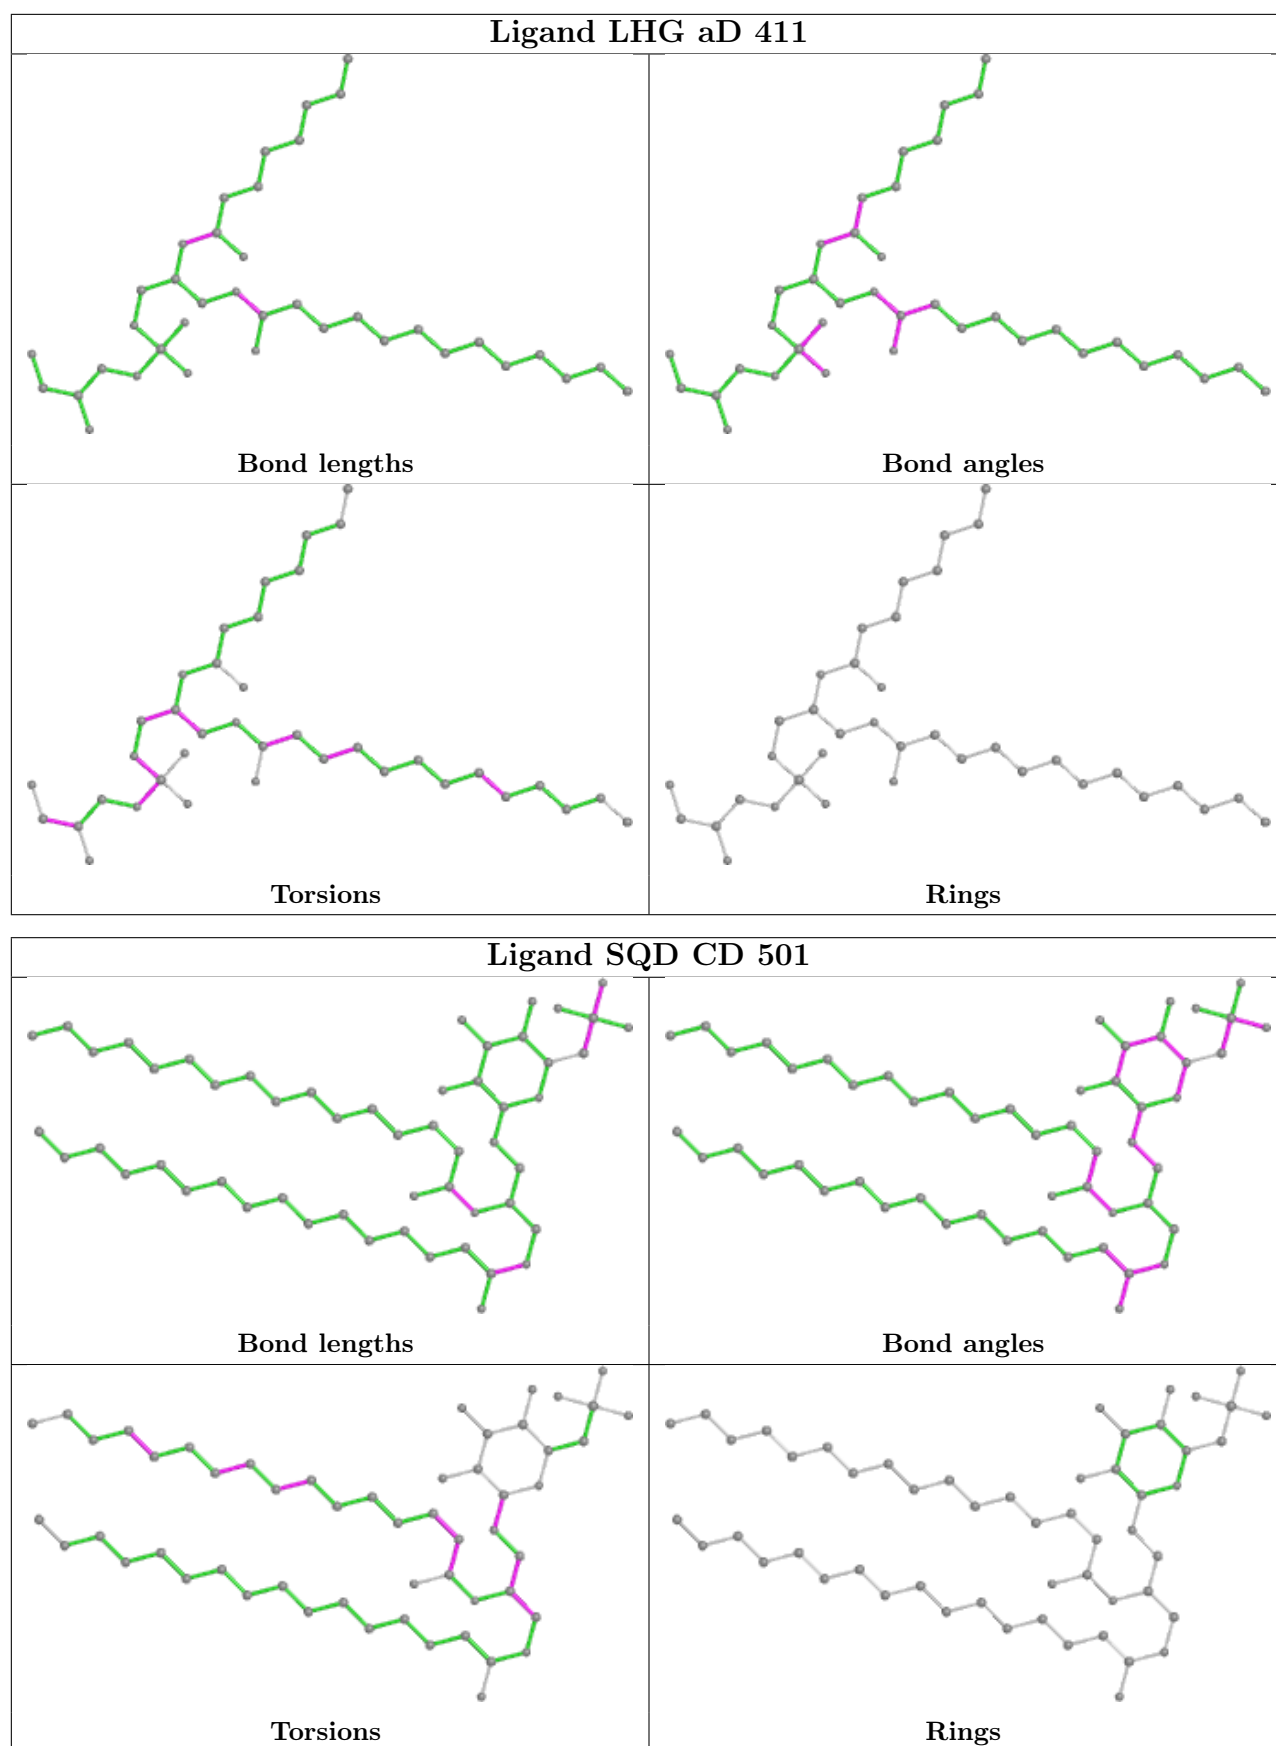 Ligand LHG aD 411
Bond lengths
Bond angles
Torsions
Rings
Ligand SQD CD 501
Bond lengths
Bond angles
Torsions
Rings